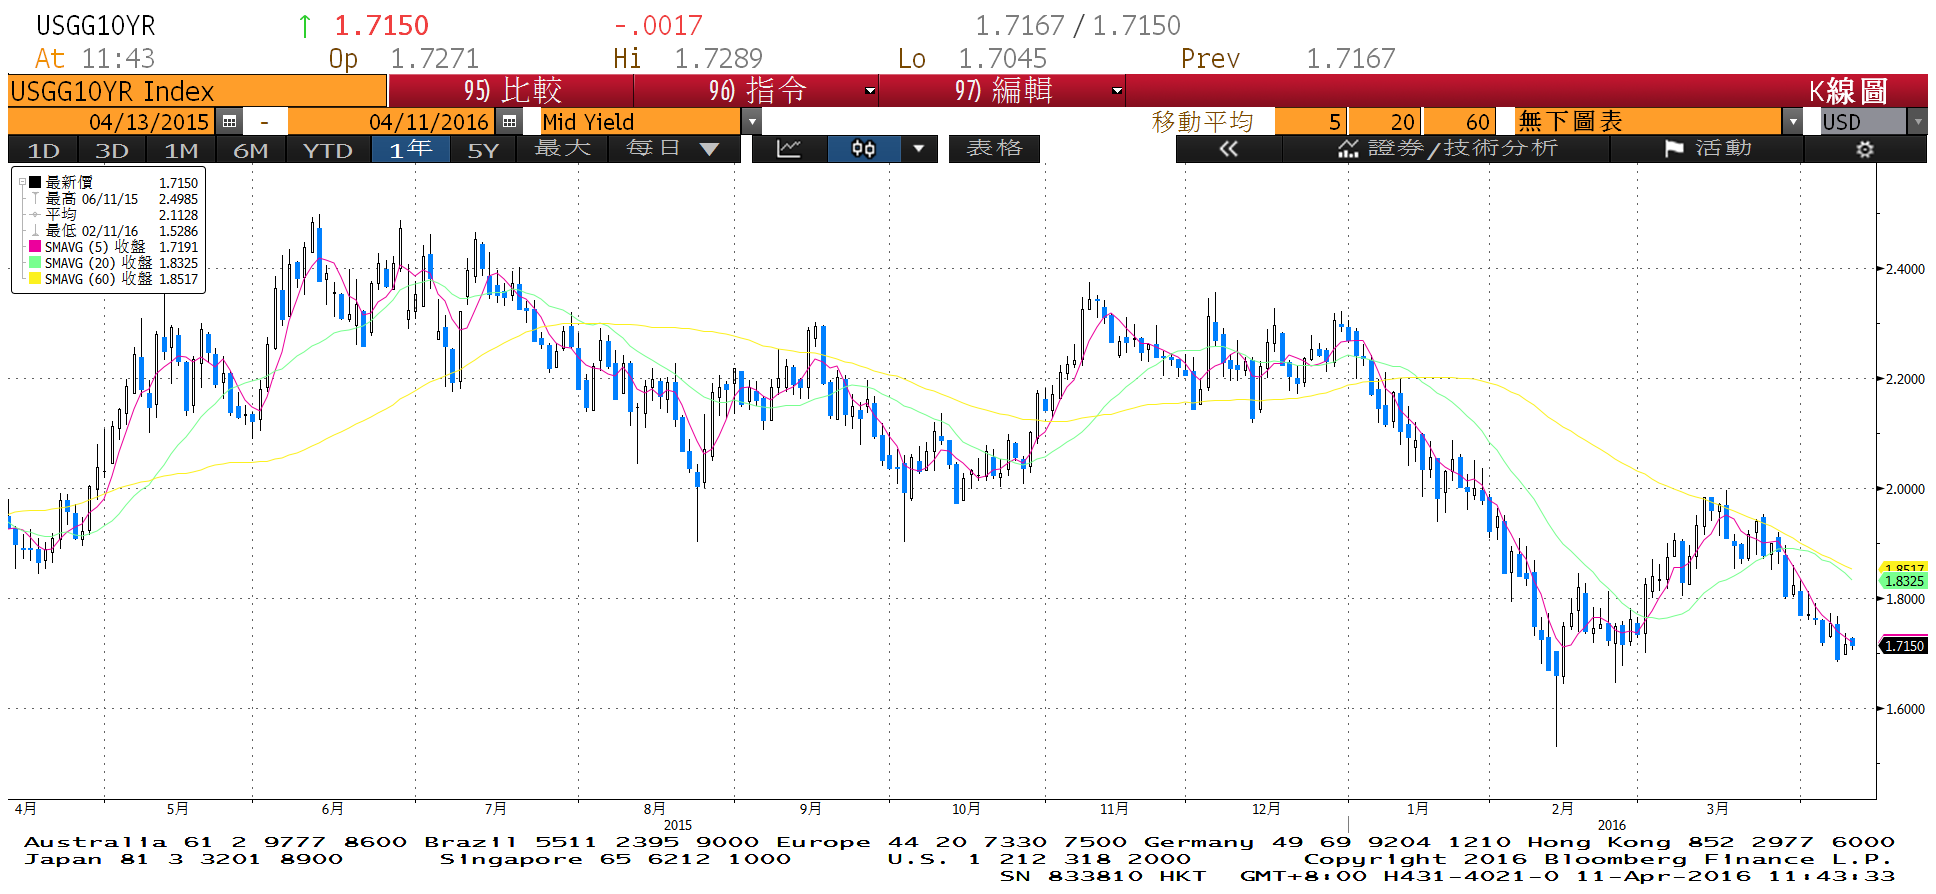 USGG10YR ↑ 1.7150 -.0017 1.7167 / 1.7150
At 11:43 Op 1.7271 Hi 1.7289 Lo 1.7045 Prev 1.7167
USGG10YR Index 95) 比較 96) 指令 97) 編輯 K線圖
04/13/2015 - 04/11/2016 Mid Yield 移動平均 5 20 60 無下圖表 USD
1D 3D 1M 6M YTD 1年 5Y 最大 每日 ▼ 表格 « 證券/技術分析 活動
最新價 1.7150
最高 06/11/15 2.4985
平均 2.1128
最低 02/11/16 1.5286
SMAVG (5) 收盤 1.7191
SMAVG (20) 收盤 1.8325
SMAVG (60) 收盤 1.8517
2.4000
2.2000
2.0000
1.8517
1.8325
1.8000
1.7150
1.6000
4月 5月 6月 7月 8月 9月 10月 11月 12月 1月 2月 3月
2015 2016
Australia 61 2 9777 8600 Brazil 5511 2395 9000 Europe 44 20 7330 7500 Germany 49 69 9204 1210 Hong Kong 852 2977 6000
Japan 81 3 3201 8900 Singapore 65 6212 1000 U.S. 1 212 318 2000 Copyright 2016 Bloomberg Finance L.P.
SN 833810 HKT GMT+8:00 H431-4021-0 11-Apr-2016 11:43:33